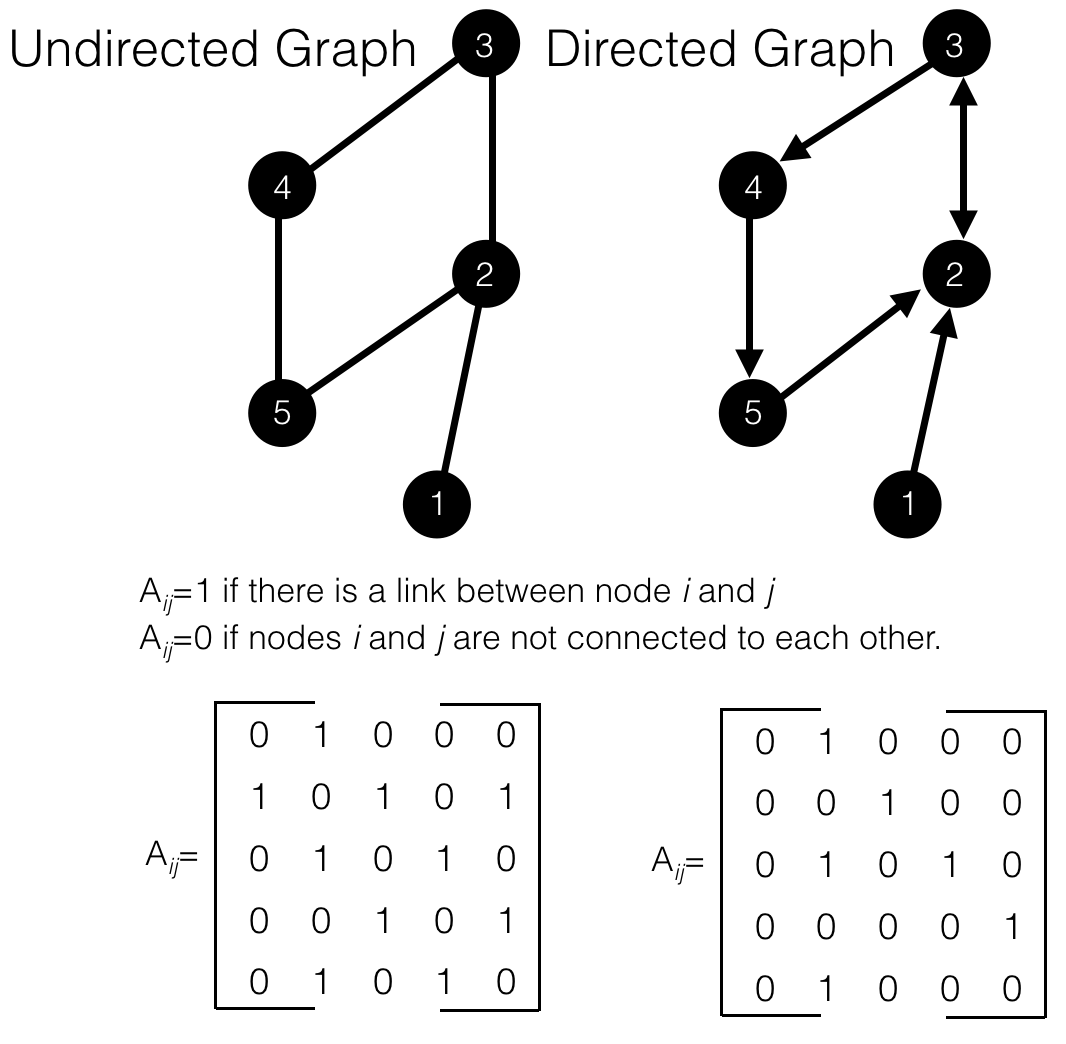 Undirected Graph
3
4
2
5
1
Directed Graph
3
4
2
5
1
Aij=1 if there is a link between node i and j
Aij=0 if nodes i and j are not connected to each other.
Aij=
0 1 0 0 0
1 0 1 0 1
0 1 0 1 0
0 0 1 0 1
0 1 0 1 0
Aij=
0 1 0 0 0
0 0 1 0 0
0 1 0 1 0
0 0 0 0 1
0 1 0 0 0